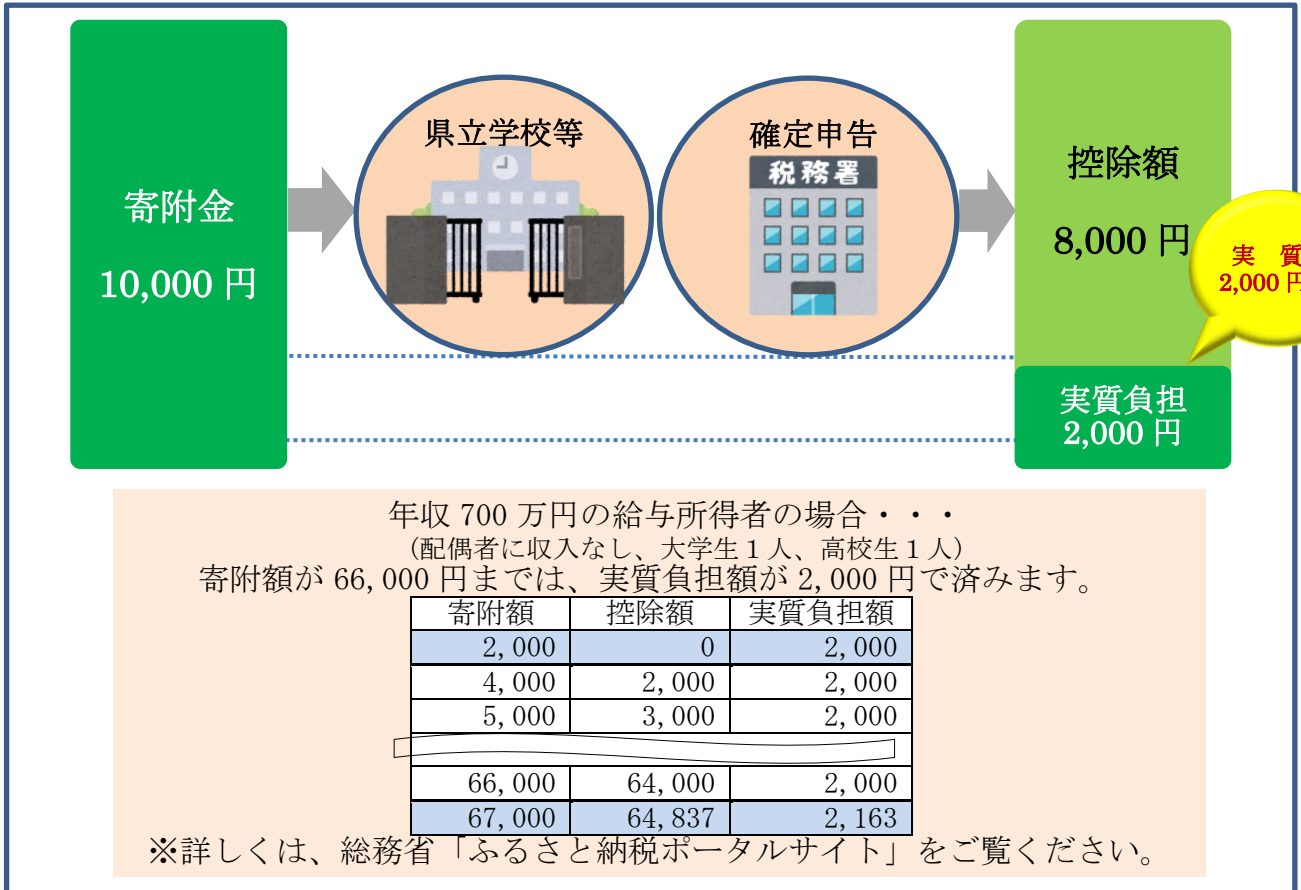 寄附金
10,000 円
県立学校等
確定申告
税務署
控除額
8,000 円
実 質
2,000 円
実質負担
2,000 円
年収 700 万円の給与所得者の場合・・・
（配偶者に収入なし、大学生１人、高校生１人）
寄附額が 66,000 円までは、実質負担額が 2,000 円で済みます。
寄附額 控除額 実質負担額
2,000 0 2,000
4,000 2,000 2,000
5,000 3,000 2,000
66,000 64,000 2,000
67,000 64,837 2,163
※詳しくは、総務省「ふるさと納税ポータルサイト」をご覧ください。